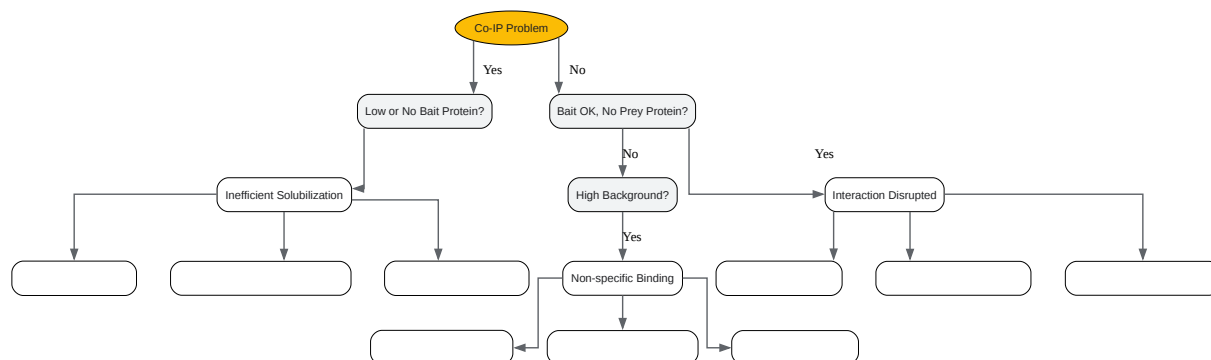 Co-IP Problem
Yes
No
Low or No Bait Protein?
Bait OK, No Prey Protein?
No
Yes
Inefficient Solubilization
High Background?
Interaction Disrupted
Yes
Non-specific Binding